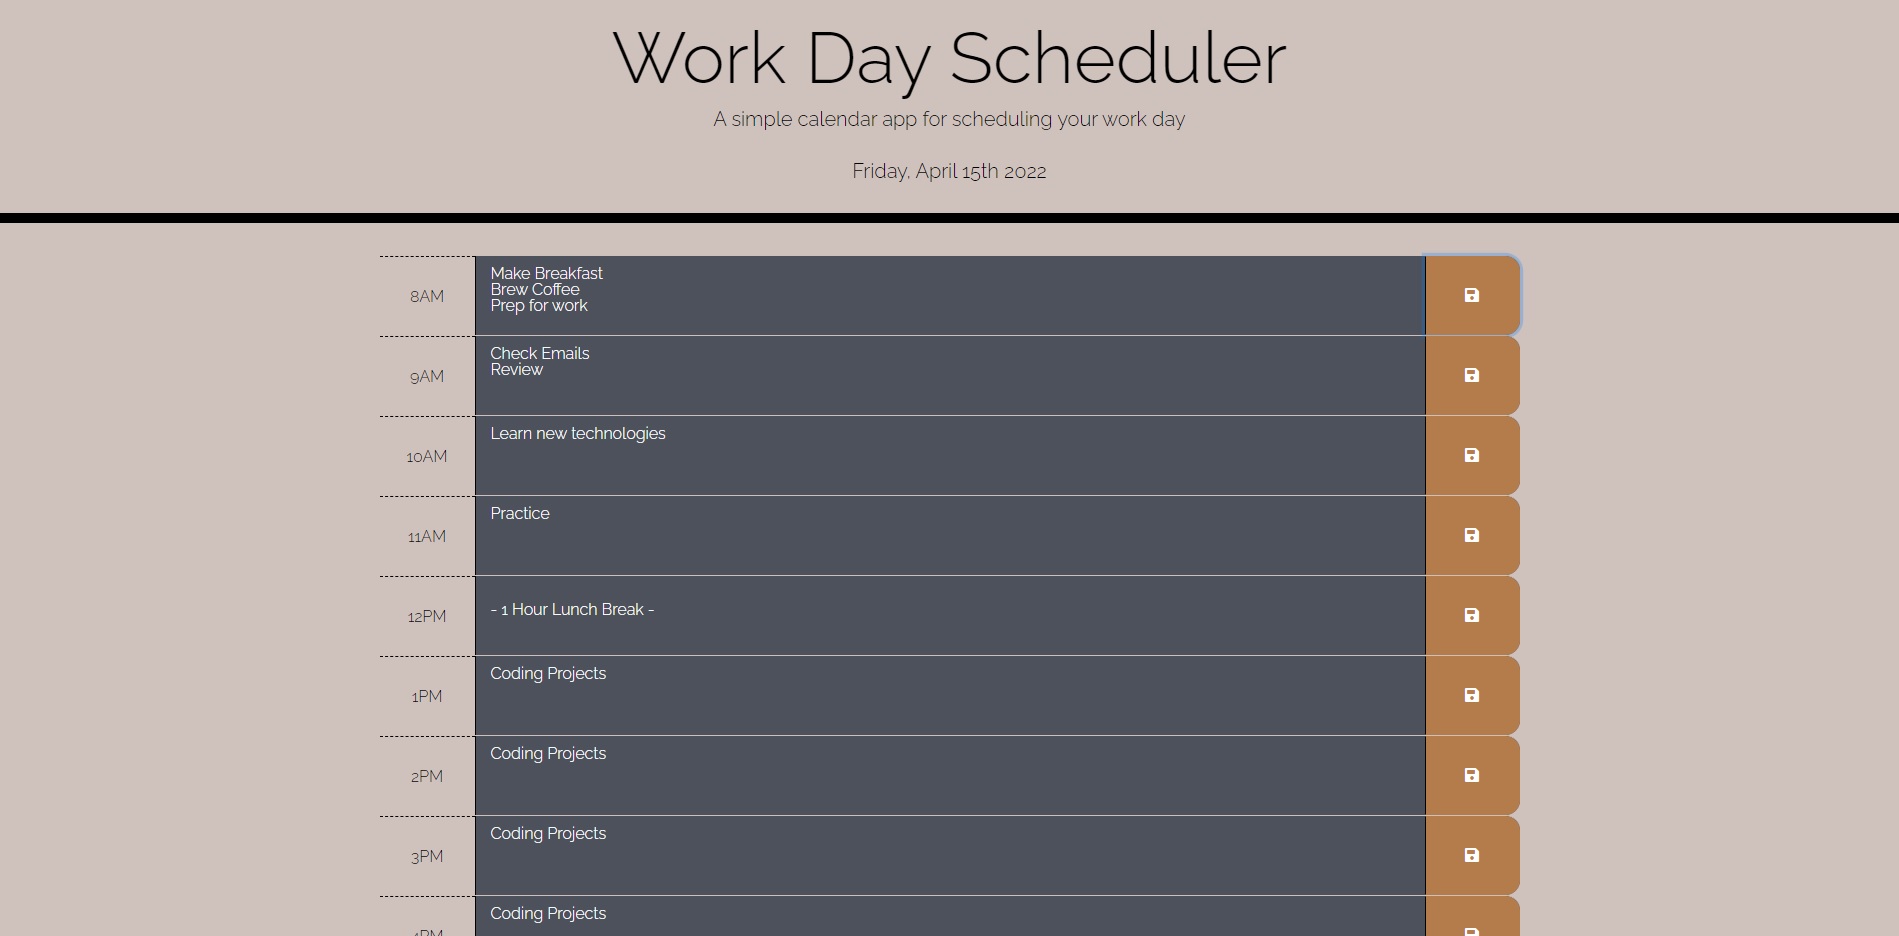 Work Day Scheduler
A simple calendar app for scheduling your work day
Friday, April 15th 2022
8AM
Make Breakfast
Brew Coffee
Prep for work
9AM
Check Emails
Review
10AM
Learn new technologies
11AM
Practice
12PM
- 1 Hour Lunch Break -
1PM
Coding Projects
2PM
Coding Projects
3PM
Coding Projects
4PM
Coding Projects